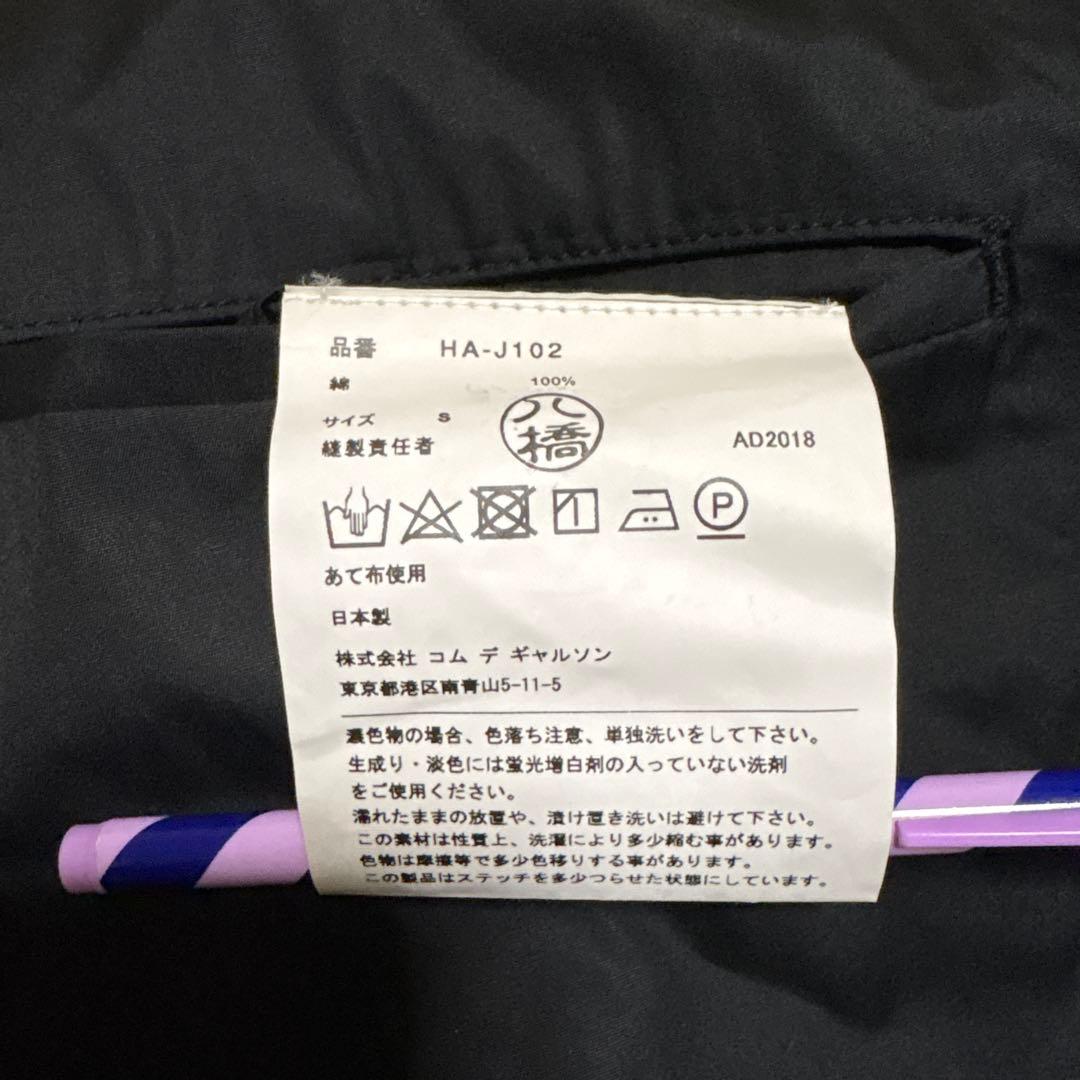 品番 HA-J102
綿 100%
サイズ S
縫製責任者 八橋 AD2018
P
あて布使用
日本製
株式会社 コム デ ギャルソン
東京都港区南青山5-11-5
濃色物の場合、色落ち注意、単独洗いをして下さい。
生成り・淡色には蛍光増白剤の入っていない洗剤
をご使用ください。
濡れたままの放置や、漬け置き洗いは避けて下さい。
この素材は性質上、洗濯により多少縮む事があります。
色物は摩擦等で多少色移りする事があります。
この製品はステッチを多少つらせた状態にしています。